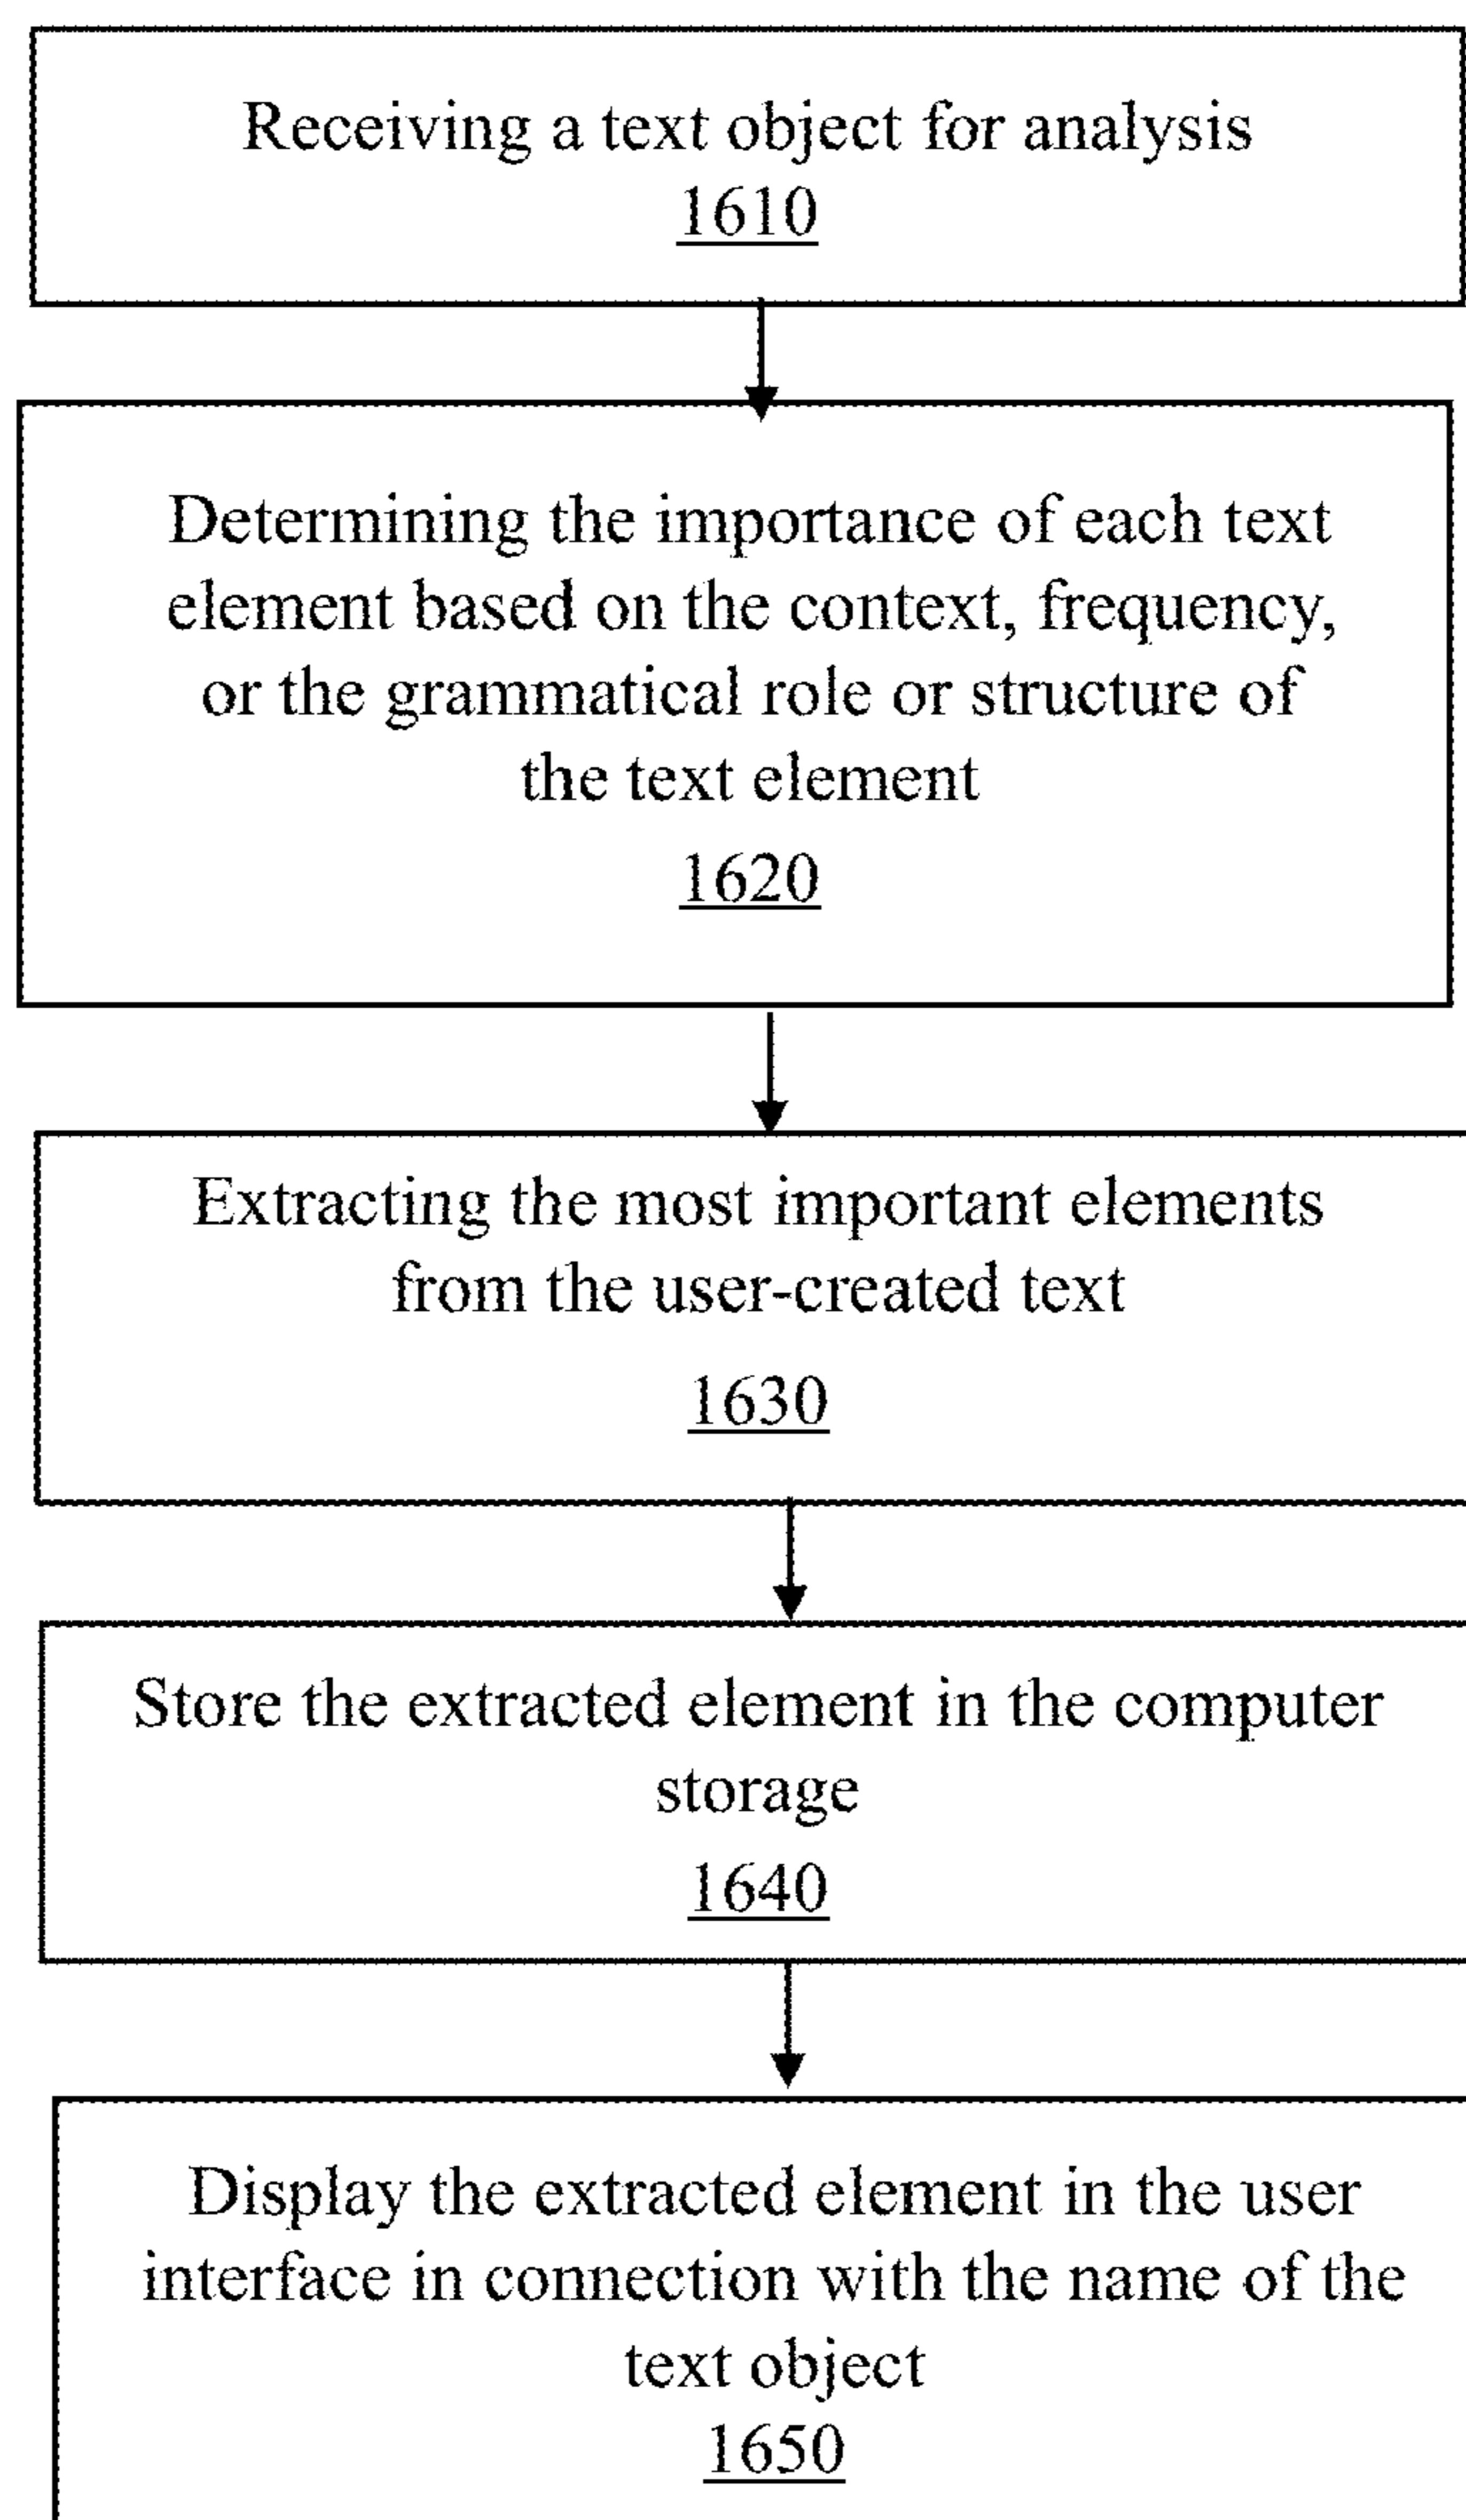 Receiving a text object for analysis
1610
Determining the importance of each text
element based on the context, frequency,
or the grammatical role or structure of
the text element
1620
Extracting the most important elements
from the user-created text
1630
Store the extracted element in the computer
storage
1640
Display the extracted element in the user
interface in connection with the name of the
text object
1650